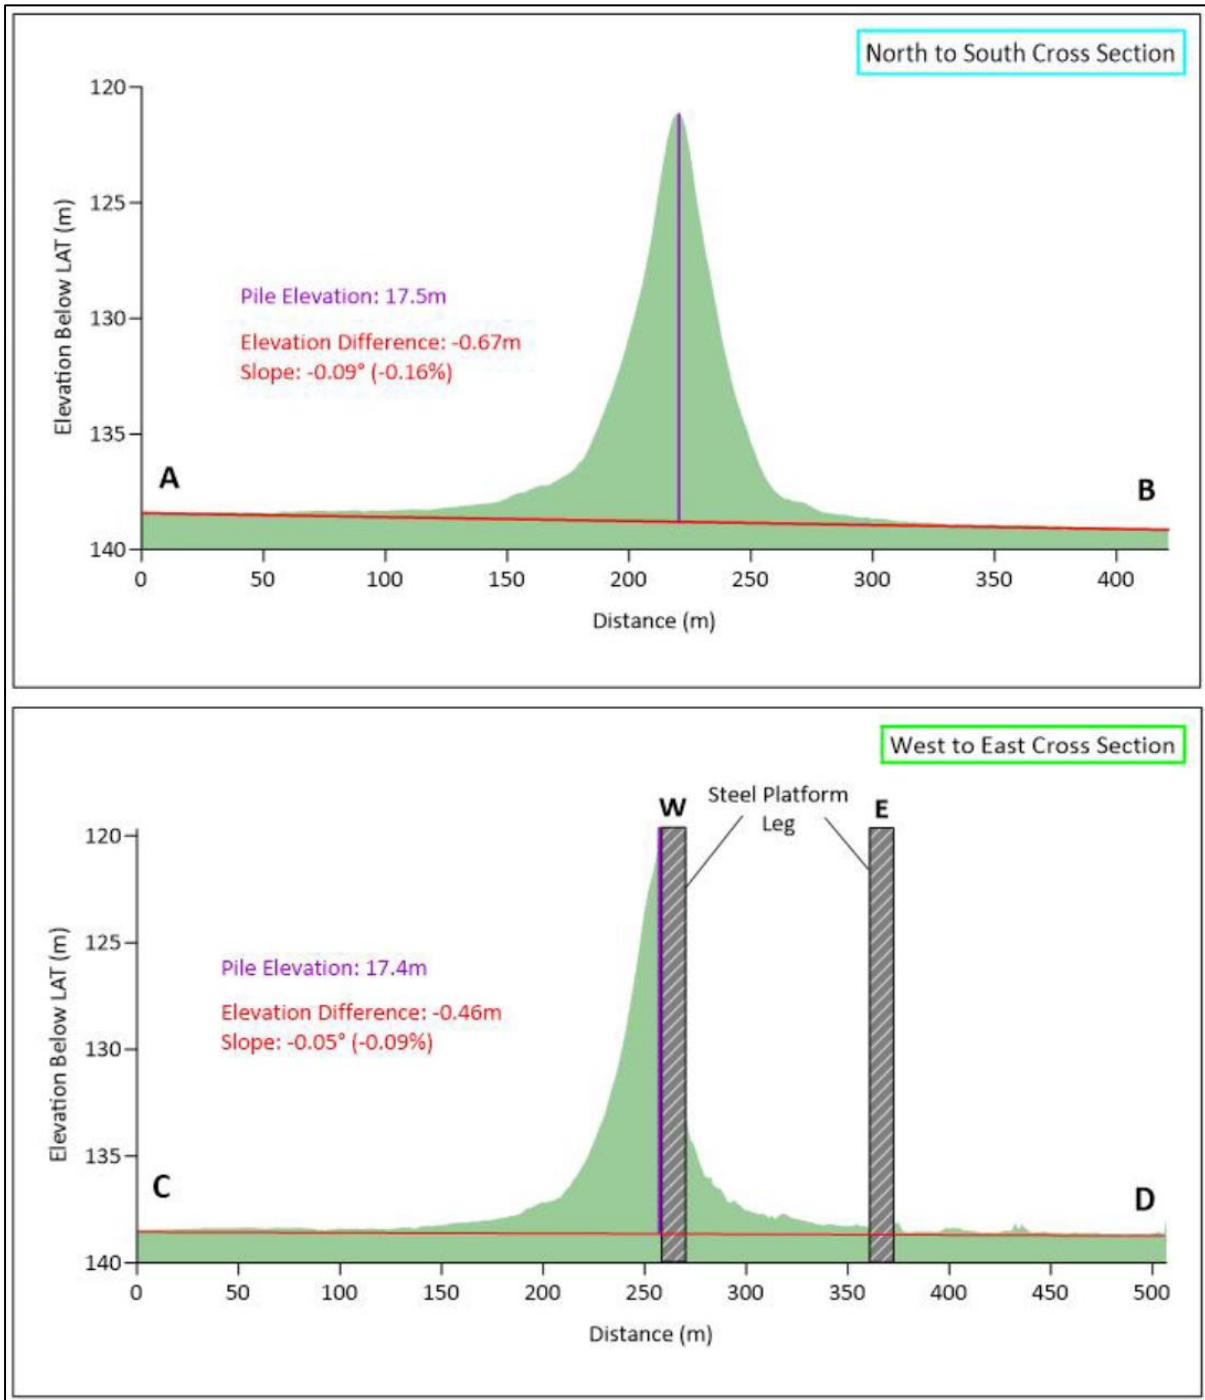 North to South Cross Section
120
125
130
135
140
Elevation Below LAT (m)
Pile Elevation: 17.5m
Elevation Difference: -0.67m
Slope: -0.09° (-0.16%)
A
B
0 50 100 150 200 250 300 350 400
Distance (m)
West to East Cross Section
Steel Platform
Leg
W
E
120
125
130
135
140
Elevation Below LAT (m)
Pile Elevation: 17.4m
Elevation Difference: -0.46m
Slope: -0.05° (-0.09%)
C
D
0 50 100 150 200 250 300 350 400 450 500
Distance (m)